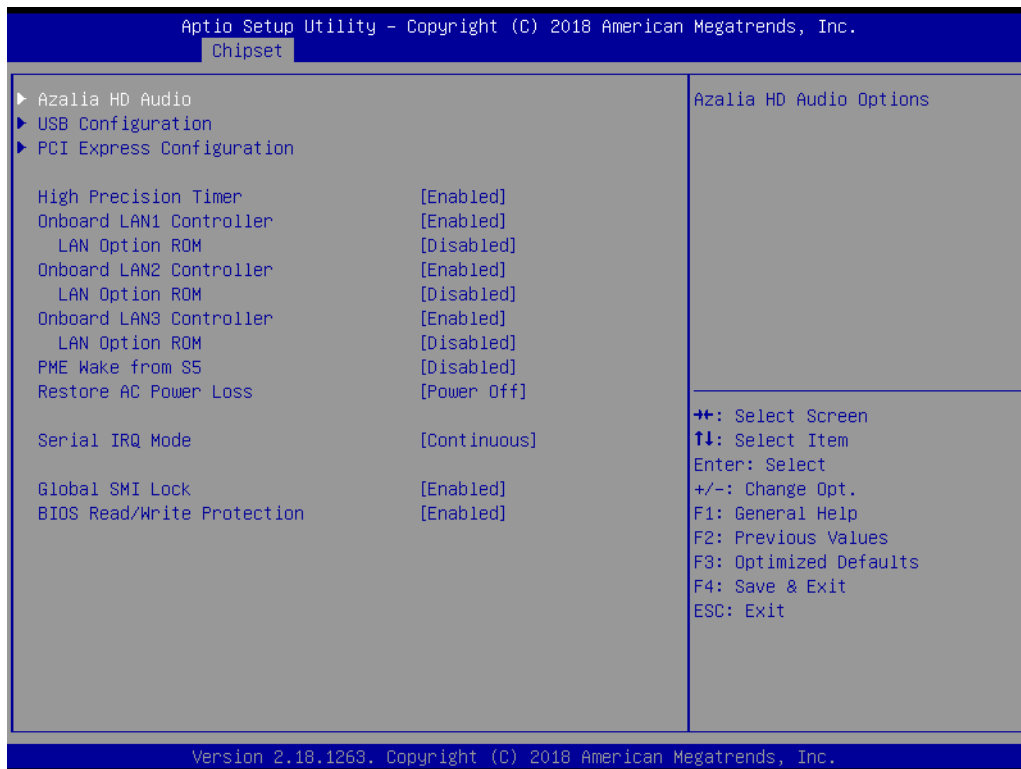 Aptio Setup Utility – Copyright (C) 2018 American Megatrends, Inc.
Chipset
Azalia HD Audio
USB Configuration
PCI Express Configuration
High Precision Timer [Enabled]
Onboard LAN1 Controller [Enabled]
LAN Option ROM [Disabled]
Onboard LAN2 Controller [Enabled]
LAN Option ROM [Disabled]
Onboard LAN3 Controller [Enabled]
LAN Option ROM [Disabled]
PME Wake from S5 [Disabled]
Restore AC Power Loss [Power Off]
Serial IRQ Mode [Continuous]
Global SMI Lock [Enabled]
BIOS Read/Write Protection [Enabled]
Azalia HD Audio Options
→←: Select Screen
↑↓: Select Item
Enter: Select
+/-: Change Opt.
F1: General Help
F2: Previous Values
F3: Optimized Defaults
F4: Save & Exit
ESC: Exit
Version 2.18.1263. Copyright (C) 2018 American Megatrends, Inc.